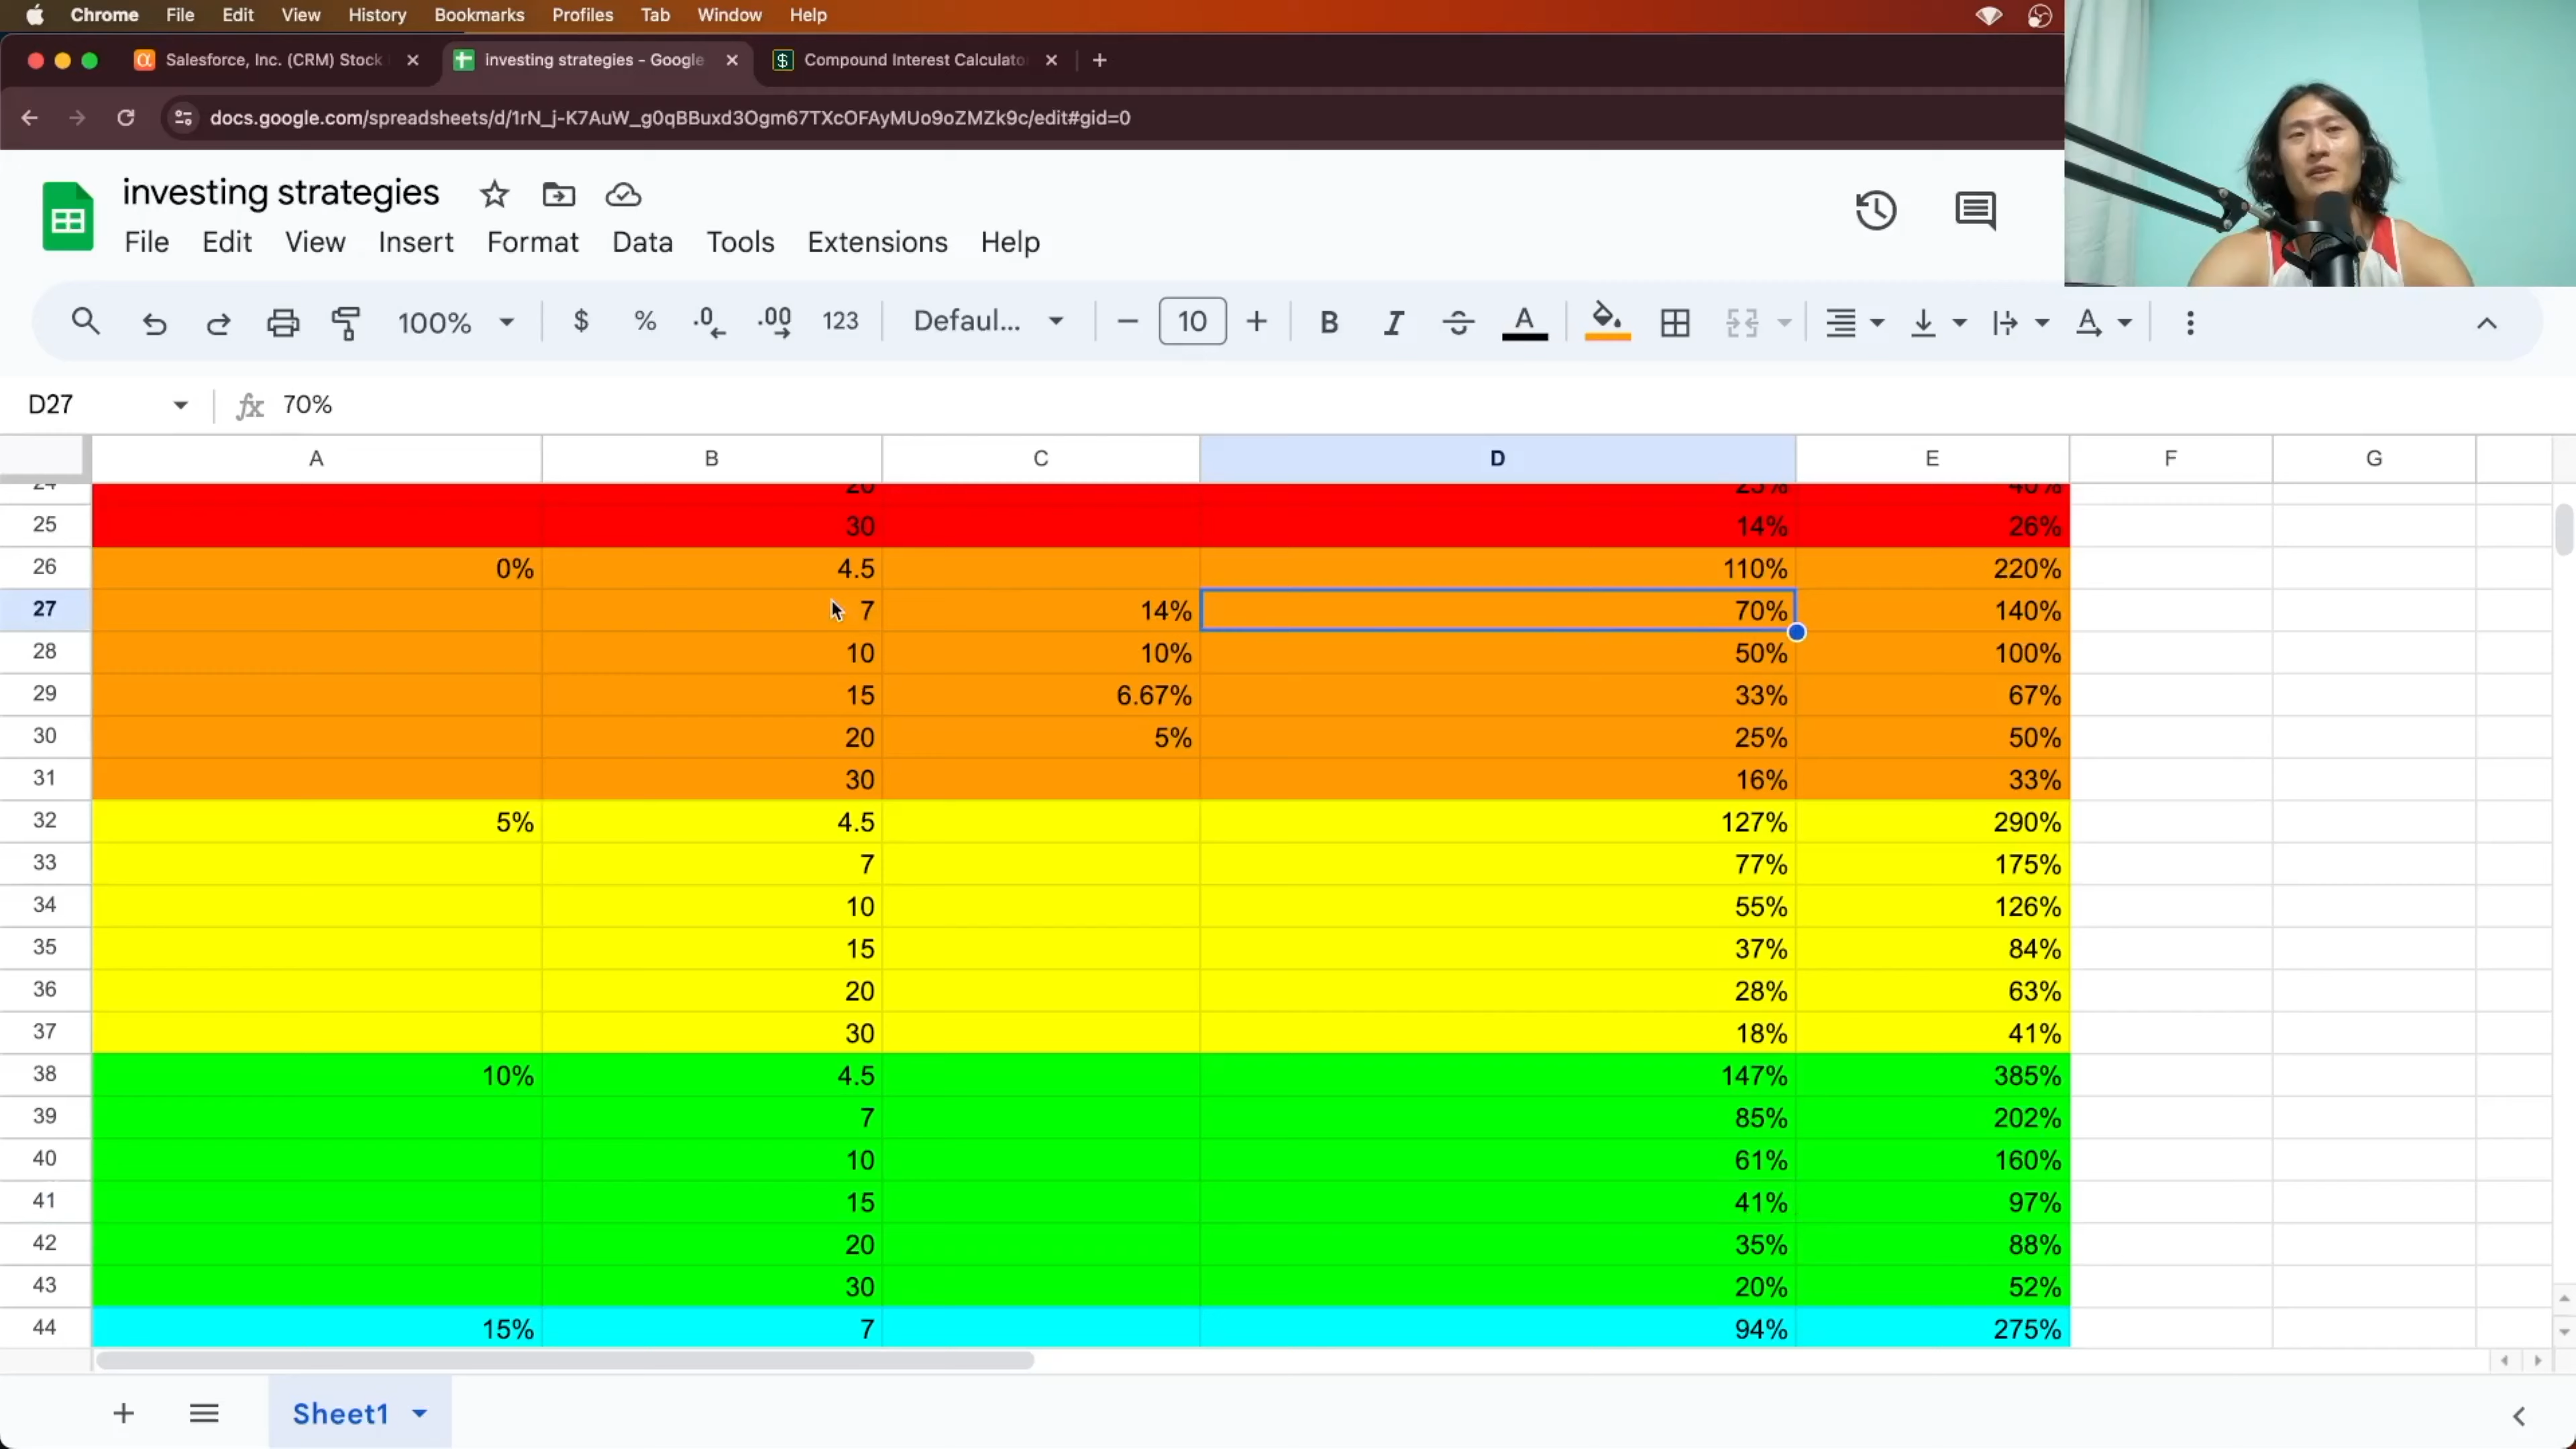 Chrome File Edit View History Bookmarks Profiles Tab Window Help
Salesforce, Inc. (CRM) Stock
investing strategies - Google
Compound Interest Calculato
docs.google.com/spreadsheets/d/1rN_j-K7AuW_g0qBBuxd3Ogm67TXcOFAyMUo9oZMZk9c/edit#gid=0
investing strategies
File Edit View Insert Format Data Tools Extensions Help
100% $ % .0 .00 123 Defaul... 10 B I S A A
D27 fx 70%
A B C D E F G
24 20 25% 40%
25 30 14% 26%
26 0% 4.5 110% 220%
27 7 14% 70% 140%
28 10 10% 50% 100%
29 15 6.67% 33% 67%
30 20 5% 25% 50%
31 30 16% 33%
32 5% 4.5 127% 290%
33 7 77% 175%
34 10 55% 126%
35 15 37% 84%
36 20 28% 63%
37 30 18% 41%
38 10% 4.5 147% 385%
39 7 85% 202%
40 10 61% 160%
41 15 41% 97%
42 20 35% 88%
43 30 20% 52%
44 15% 7 94% 275%
Sheet1